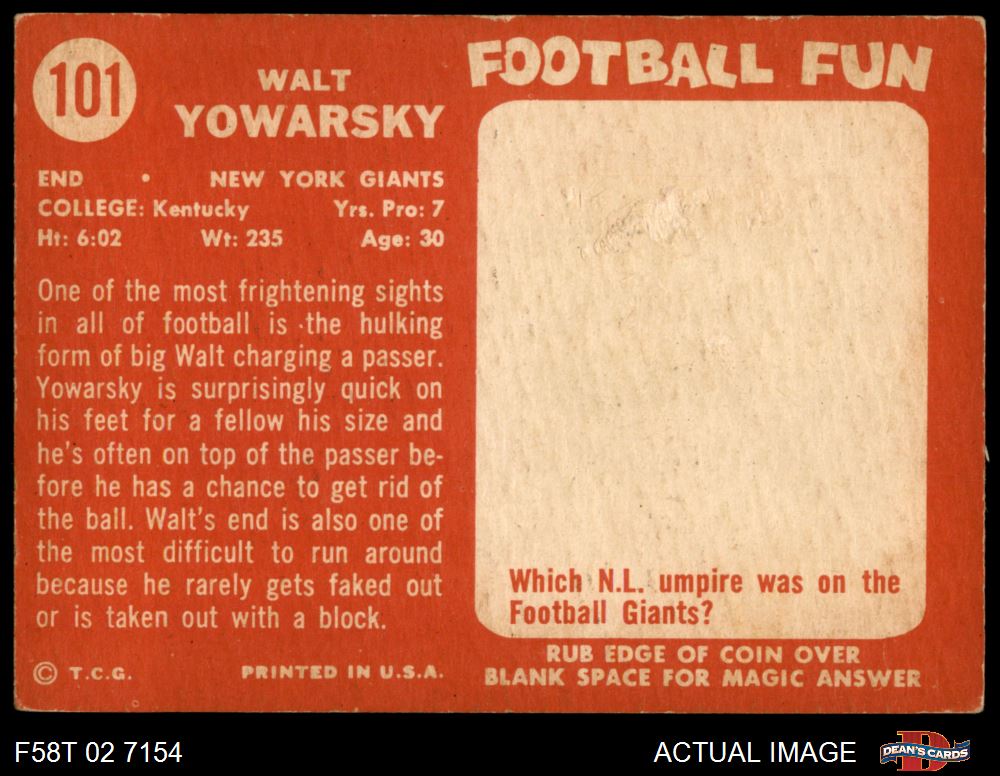 101
WALT
YOWARSKY
END • NEW YORK GIANTS
COLLEGE: Kentucky Yrs. Pro: 7
Ht: 6:02 Wt: 235 Age: 30
One of the most frightening sights
in all of football is the hulking
form of big Walt charging a passer.
Yowarsky is surprisingly quick on
his feet for a fellow his size and
he's often on top of the passer be-
fore he has a chance to get rid of
the ball. Walt's end is also one of
the most difficult to run around
because he rarely gets faked out
or is taken out with a block.
© T.C.G. PRINTED IN U.S.A.
FOOTBALL FUN
Which N.L. umpire was on the
Football Giants?
RUB EDGE OF COIN OVER
BLANK SPACE FOR MAGIC ANSWER
F58T 02 7154
ACTUAL IMAGE
D
DEAN'S CARDS